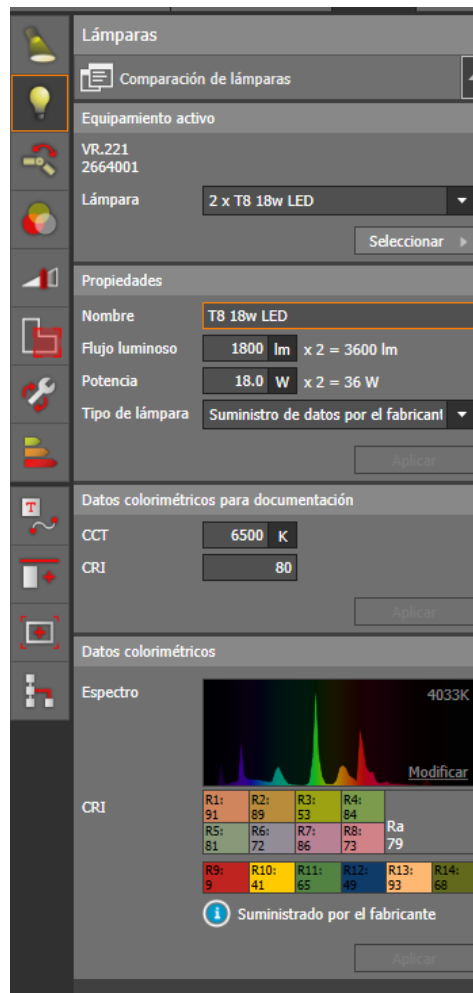 Lámparas
Comparación de lámparas
Equipamiento activo
VR.221
2664001
Lámpara 2 x T8 18w LED
Seleccionar
Propiedades
Nombre T8 18w LED
Flujo luminoso 1800 lm x 2 = 3600 lm
Potencia 18.0 W x 2 = 36 W
Tipo de lámpara Suministro de datos por el fabricant
Aplicar
Datos colorimétricos para documentación
CCT 6500 K
CRI 80
Aplicar
Datos colorimétricos
Espectro 4033K
Modificar
CRI
R1: R2: R3: R4:
91 89 53 84
R5: R6: R7: R8: Ra
81 72 86 73 79
R9: R10: R11: R12: R13: R14:
9 41 65 49 93 68
Suministrado por el fabricante
Aplicar